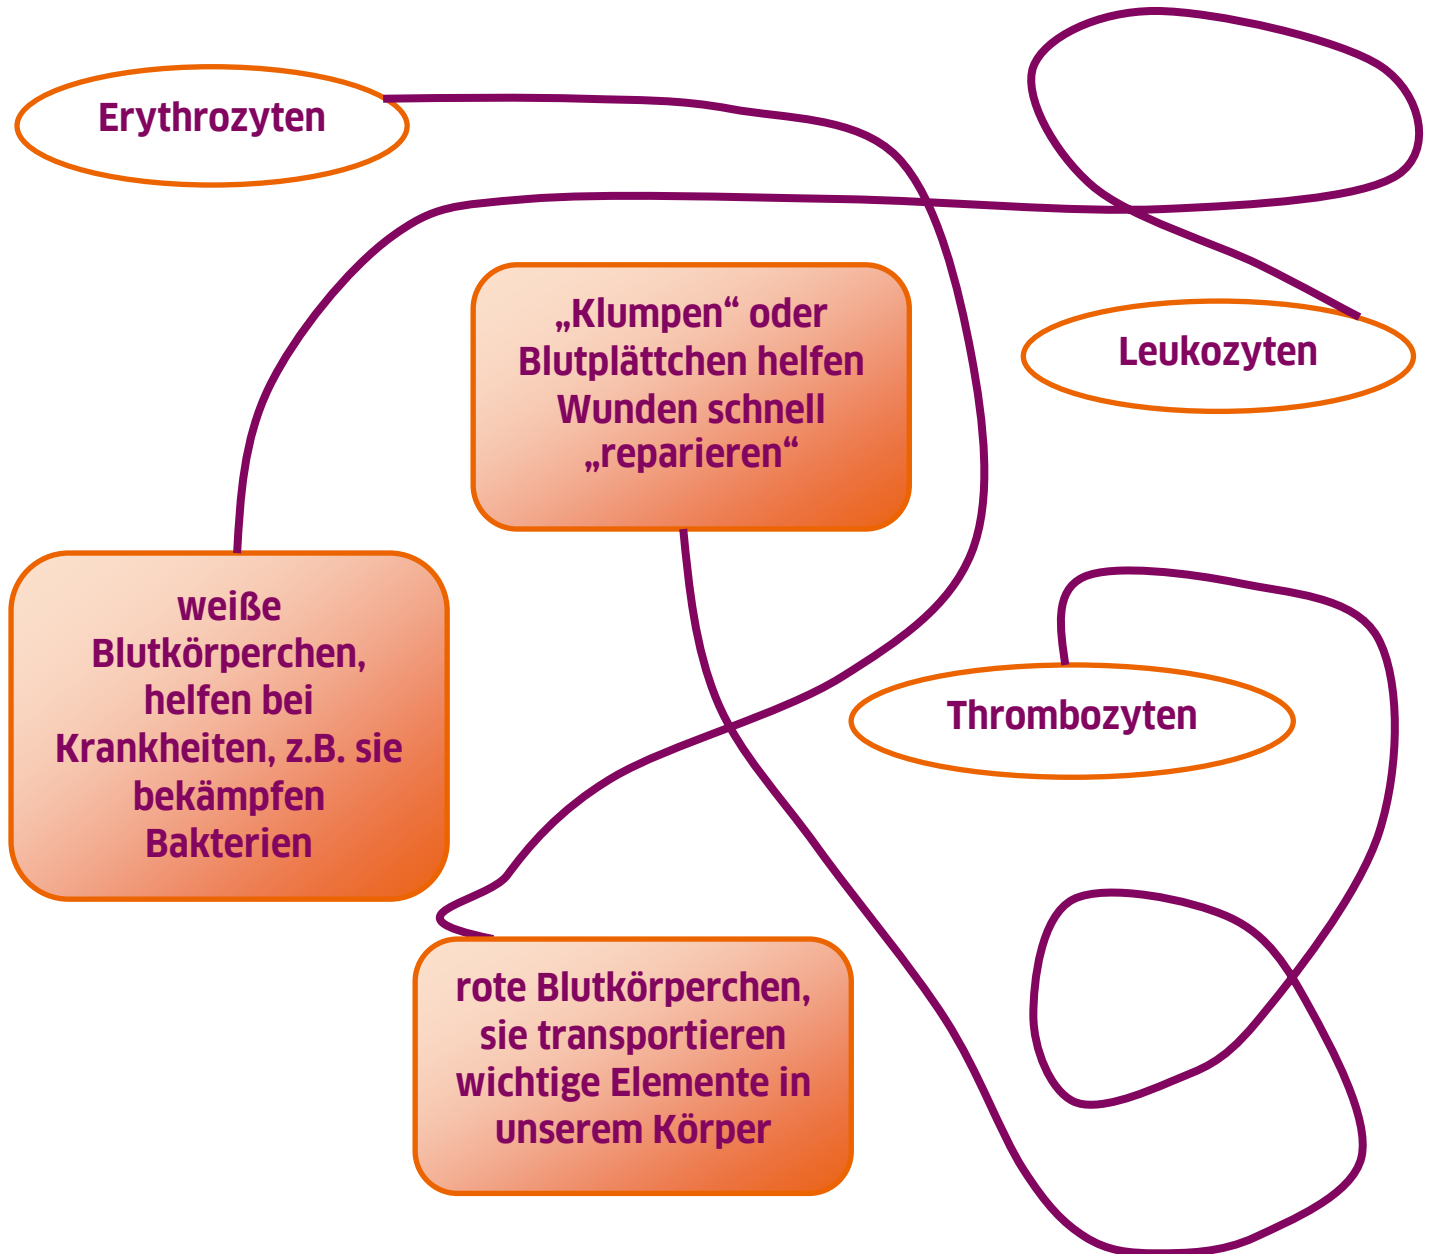 Erythrozyten
„Klumpen“ oder
Blutplättchen helfen
Wunden schnell
„reparieren“
Leukozyten
weiße
Blutkörperchen,
helfen bei
Krankheiten, z.B. sie
bekämpfen
Bakterien
Thrombozyten
rote Blutkörperchen,
sie transportieren
wichtige Elemente in
unserem Körper